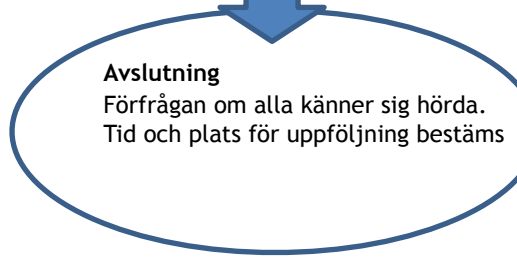 Avslutning
Förfrågan om alla känner sig hörda.
Tid och plats för uppföljning bestäms